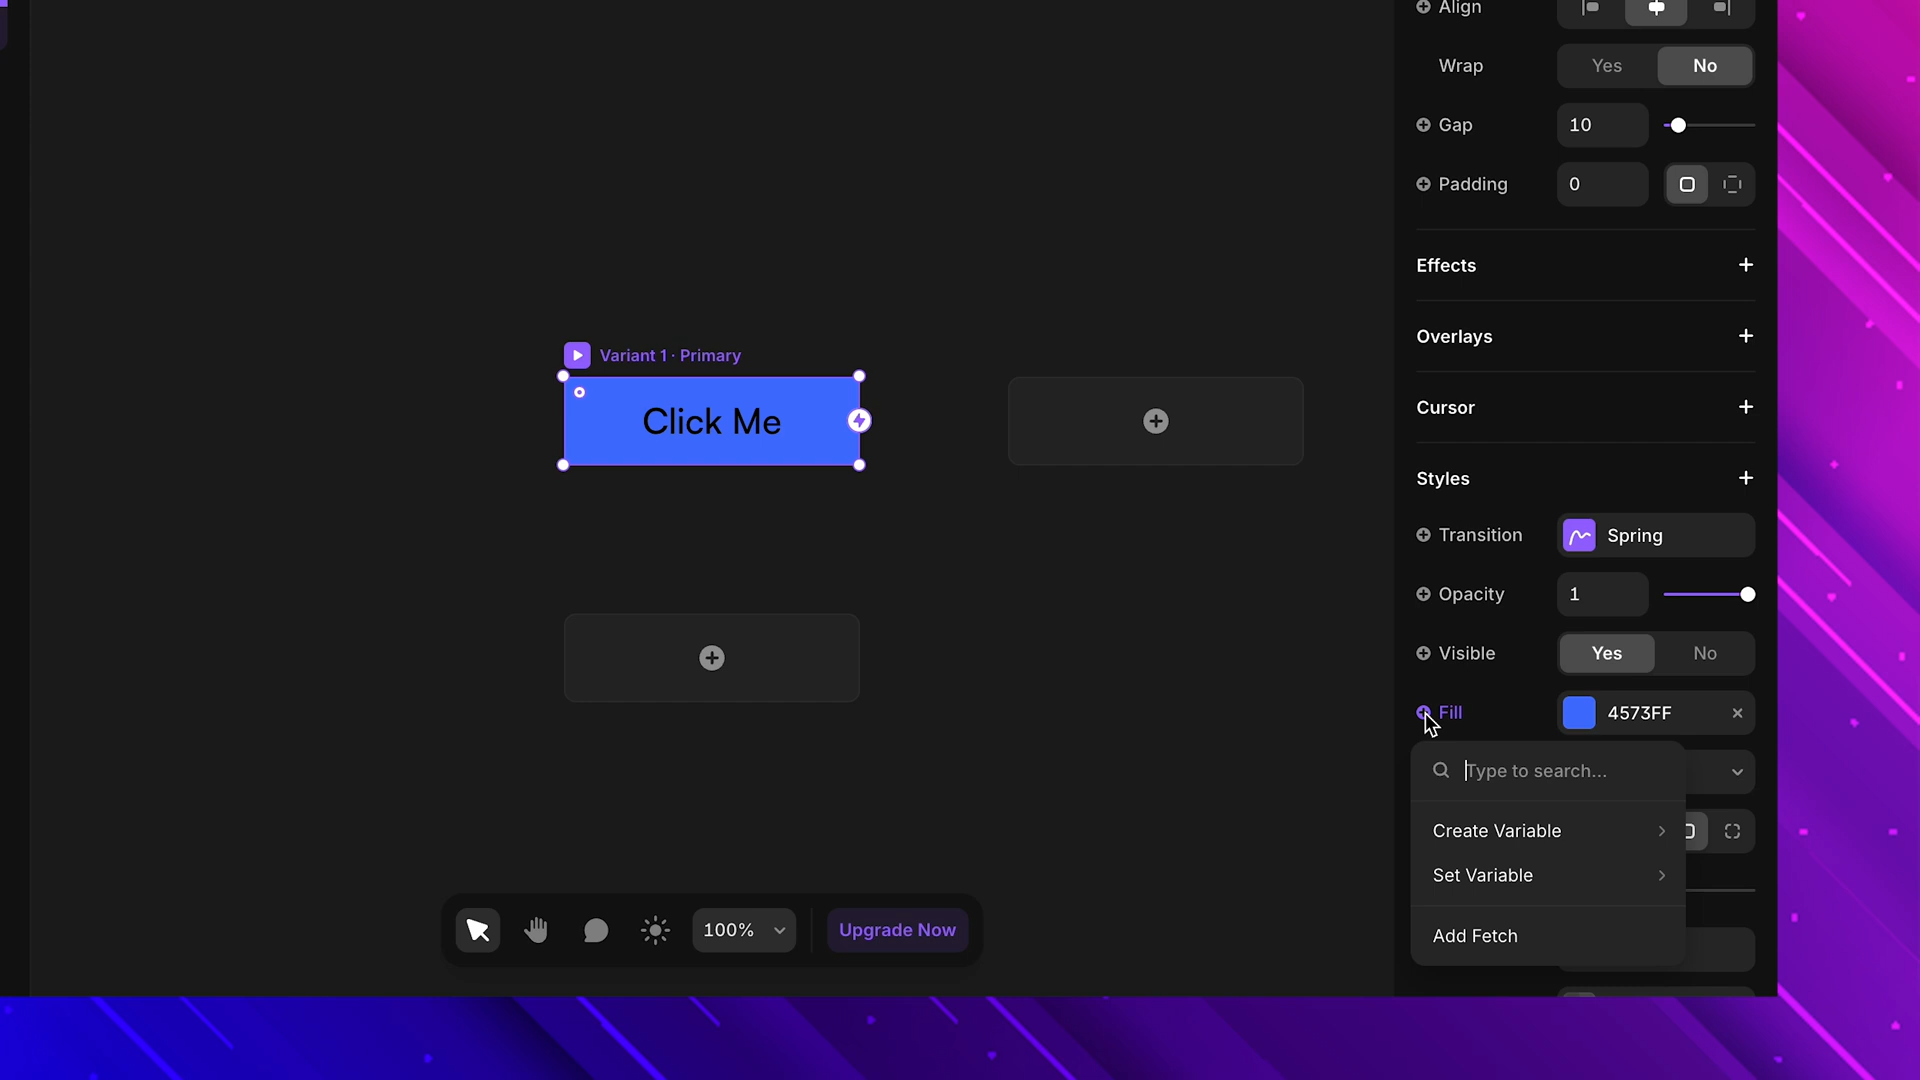 Align
Wrap
Yes
No
Gap
10
Padding
0
Effects
Overlays
Cursor
Styles
Transition
Spring
Opacity
1
Visible
Yes
No
Fill
4573FF
Type to search...
Create Variable
Set Variable
Add Fetch
Variant 1 · Primary
Click Me
100%
Upgrade Now